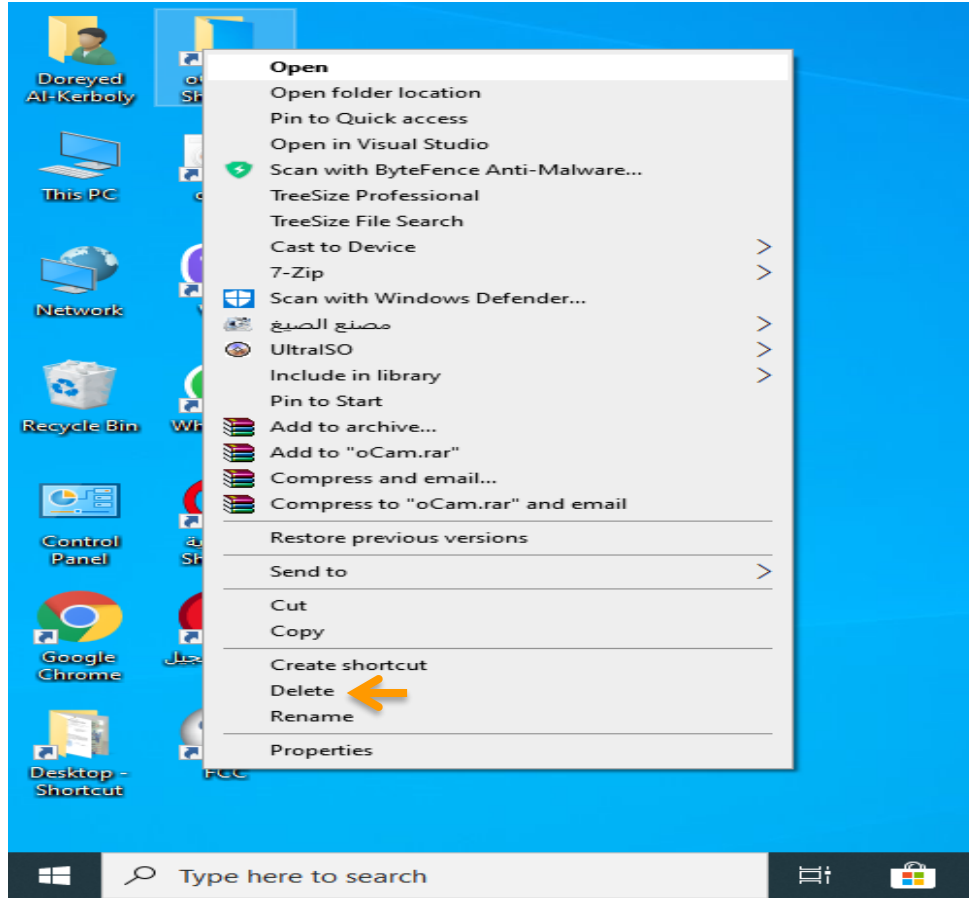 Doreyed
Al-Kerboly
This PC
Network
Recycle Bin
Control
Panel
Google
Chrome
Desktop -
Shortcut
FCC
Open
Open folder location
Pin to Quick access
Open in Visual Studio
Scan with ByteFence Anti-Malware...
TreeSize Professional
TreeSize File Search
Cast to Device
7-Zip
Scan with Windows Defender...
مصنع الصيغ
UltraISO
Include in library
Pin to Start
Add to archive...
Add to "oCam.rar"
Compress and email...
Compress to "oCam.rar" and email
Restore previous versions
Send to
Cut
Copy
Create shortcut
Delete
Rename
Properties
Type here to search